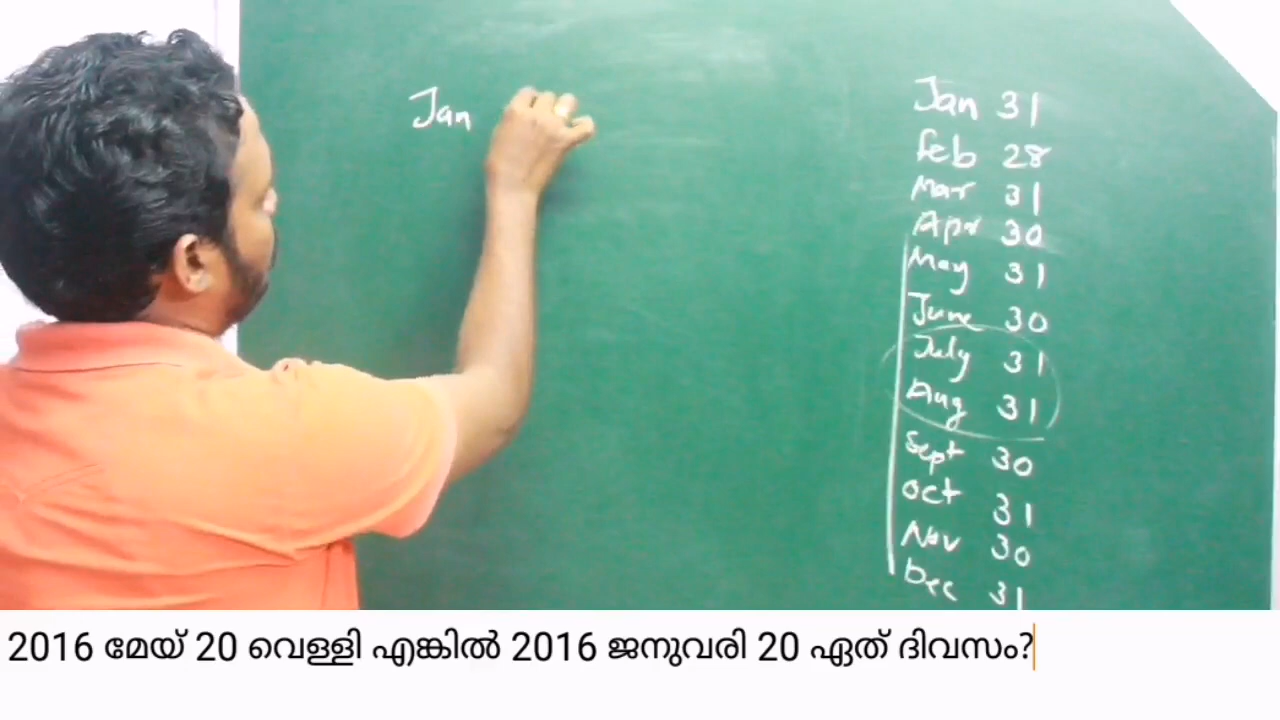 Jan
Jan 31
Feb 28
Mar 31
Apr 30
May 31
June 30
July 31
Aug 31
Sept 30
Oct 31
Nov 30
Dec 31
2016 മേയ് 20 വെള്ളി എങ്കിൽ 2016 ജനുവരി 20 ഏത് ദിവസം?